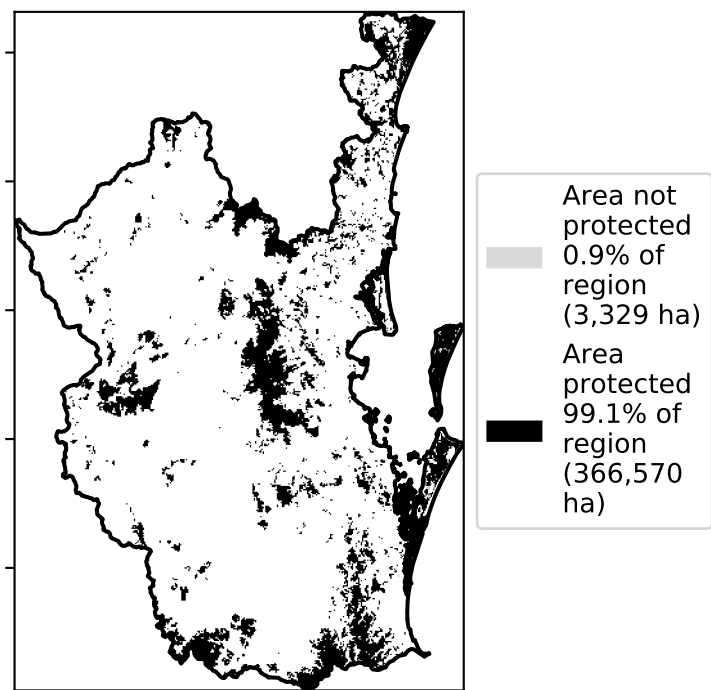 Area not
protected
0.9% of
region
(3,329 ha)
Area
protected
99.1% of
region
(366,570
ha)